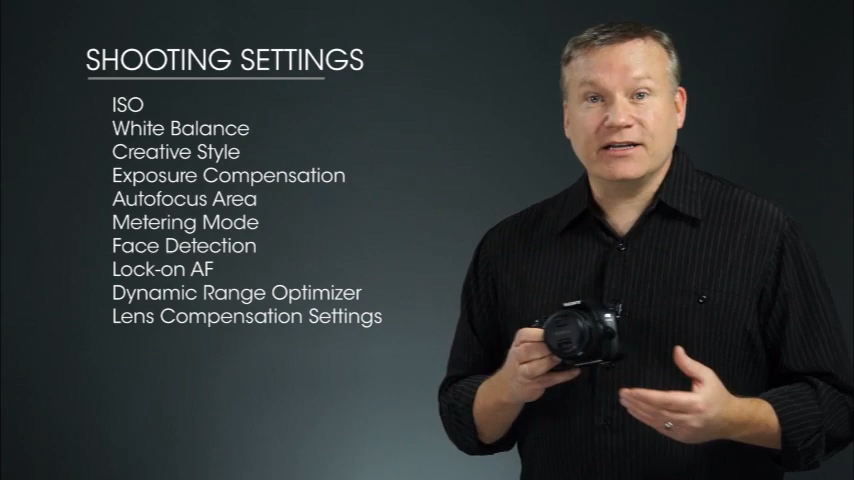 SHOOTING SETTINGS
ISO
White Balance
Creative Style
Exposure Compensation
Autofocus Area
Metering Mode
Face Detection
Lock-on AF
Dynamic Range Optimizer
Lens Compensation Settings